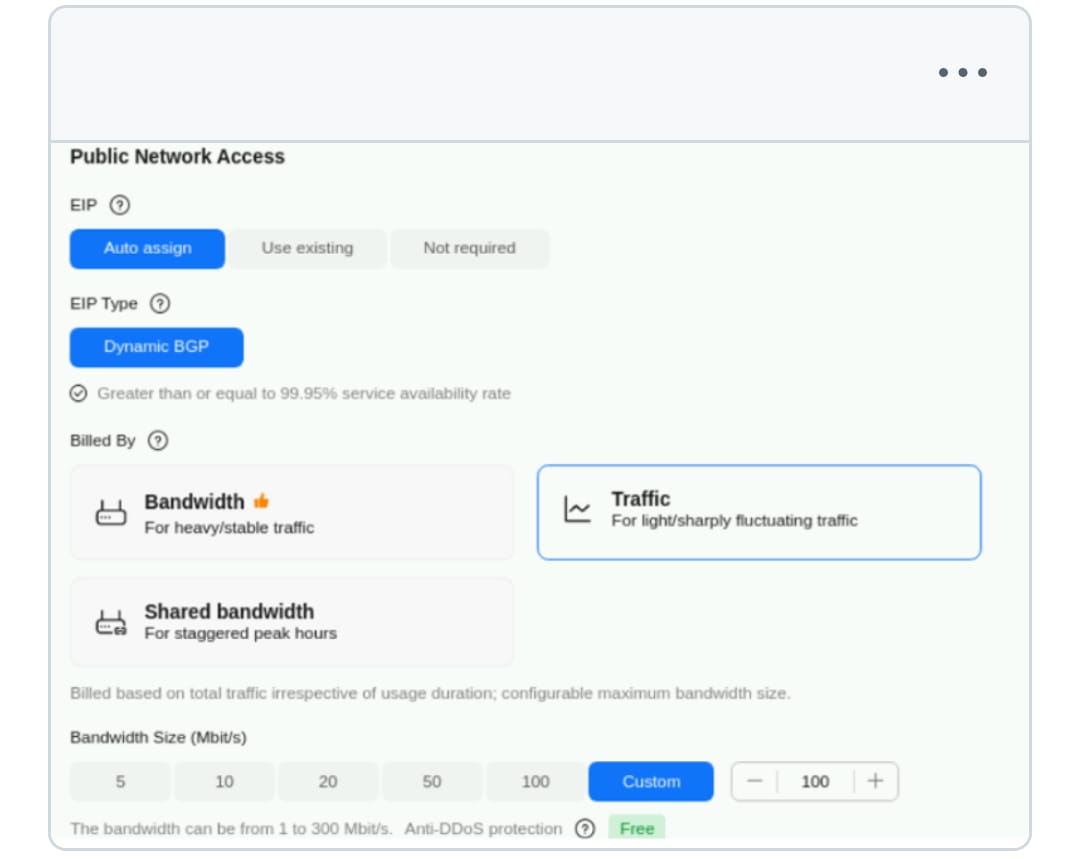 Public Network Access
EIP
Auto assign Use existing Not required
EIP Type
Dynamic BGP
Greater than or equal to 99.95% service availability rate
Billed By
Bandwidth
For heavy/stable traffic
Traffic
For light/sharply fluctuating traffic
Shared bandwidth
For staggered peak hours
Billed based on total traffic irrespective of usage duration; configurable maximum bandwidth size.
Bandwidth Size (Mbit/s)
5 10 20 50 100 Custom − 100 +
The bandwidth can be from 1 to 300 Mbit/s. Anti-DDoS protection Free